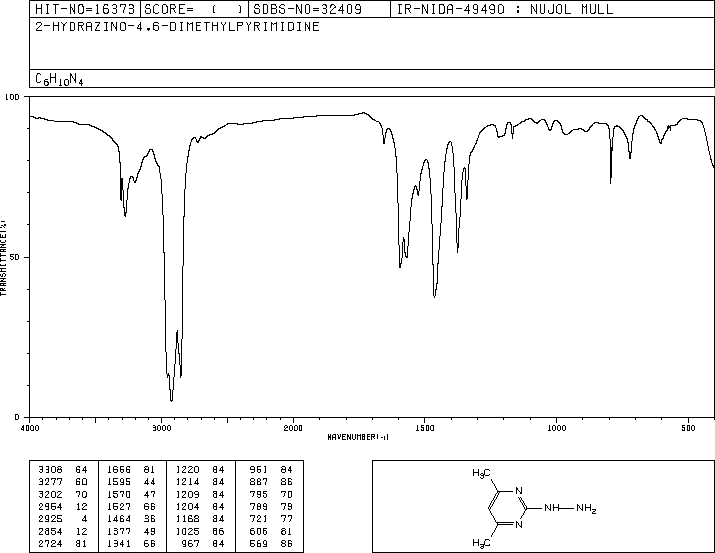 HIT-NO=16373 SCORE= ( ) SDBS-NO=32409 IR-NIDA-49490 : NUJOL MULL
2-HYDRAZINO-4,6-DIMETHYLPYRIMIDINE
C6H10N4
100
50
0
TRANSMITTANCE(%)
4000 3000 2000 1500 1000 500
WAVENUMBER(-1)
3308 64 1656 81 1220 84 961 84
3277 60 1595 44 1214 84 887 86
3202 70 1570 47 1209 84 795 70
2954 12 1527 66 1204 84 789 79
2925 4 1464 36 1168 84 721 77
2854 12 1377 49 1025 86 606 81
2724 81 1341 66 967 84 569 86
H3C
N
NH NH2
N
H3C